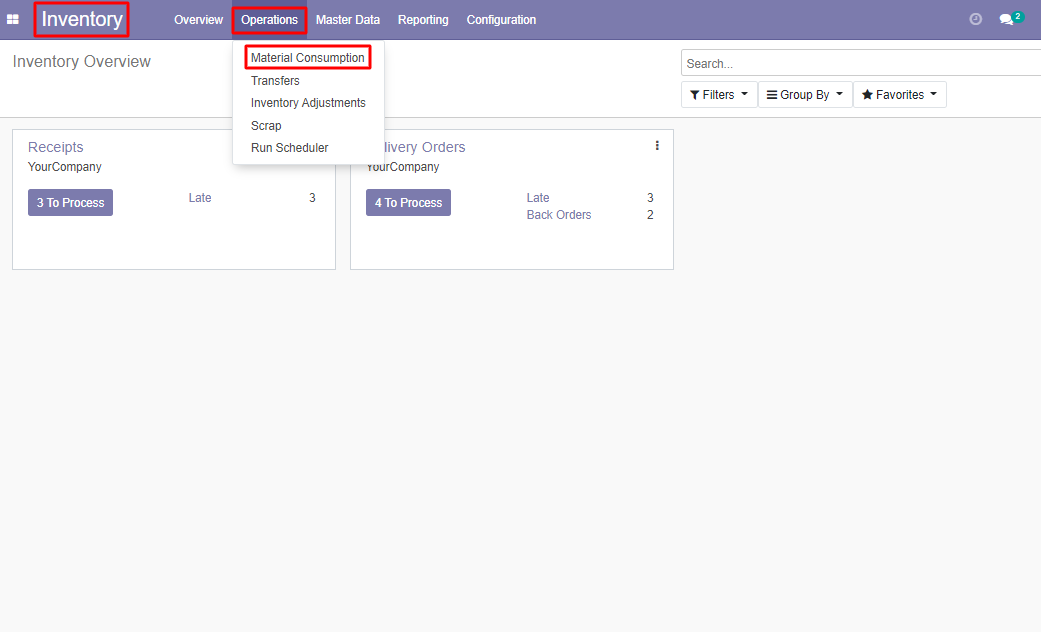 Inventory Overview Operations Master Data Reporting Configuration 2
Material Consumption
Transfers
Inventory Adjustments
Scrap
Run Scheduler
Inventory Overview
Search...
Filters Group By Favorites
Receipts
YourCompany
3 To Process Late 3
livery Orders
YourCompany
4 To Process Late 3
Back Orders 2